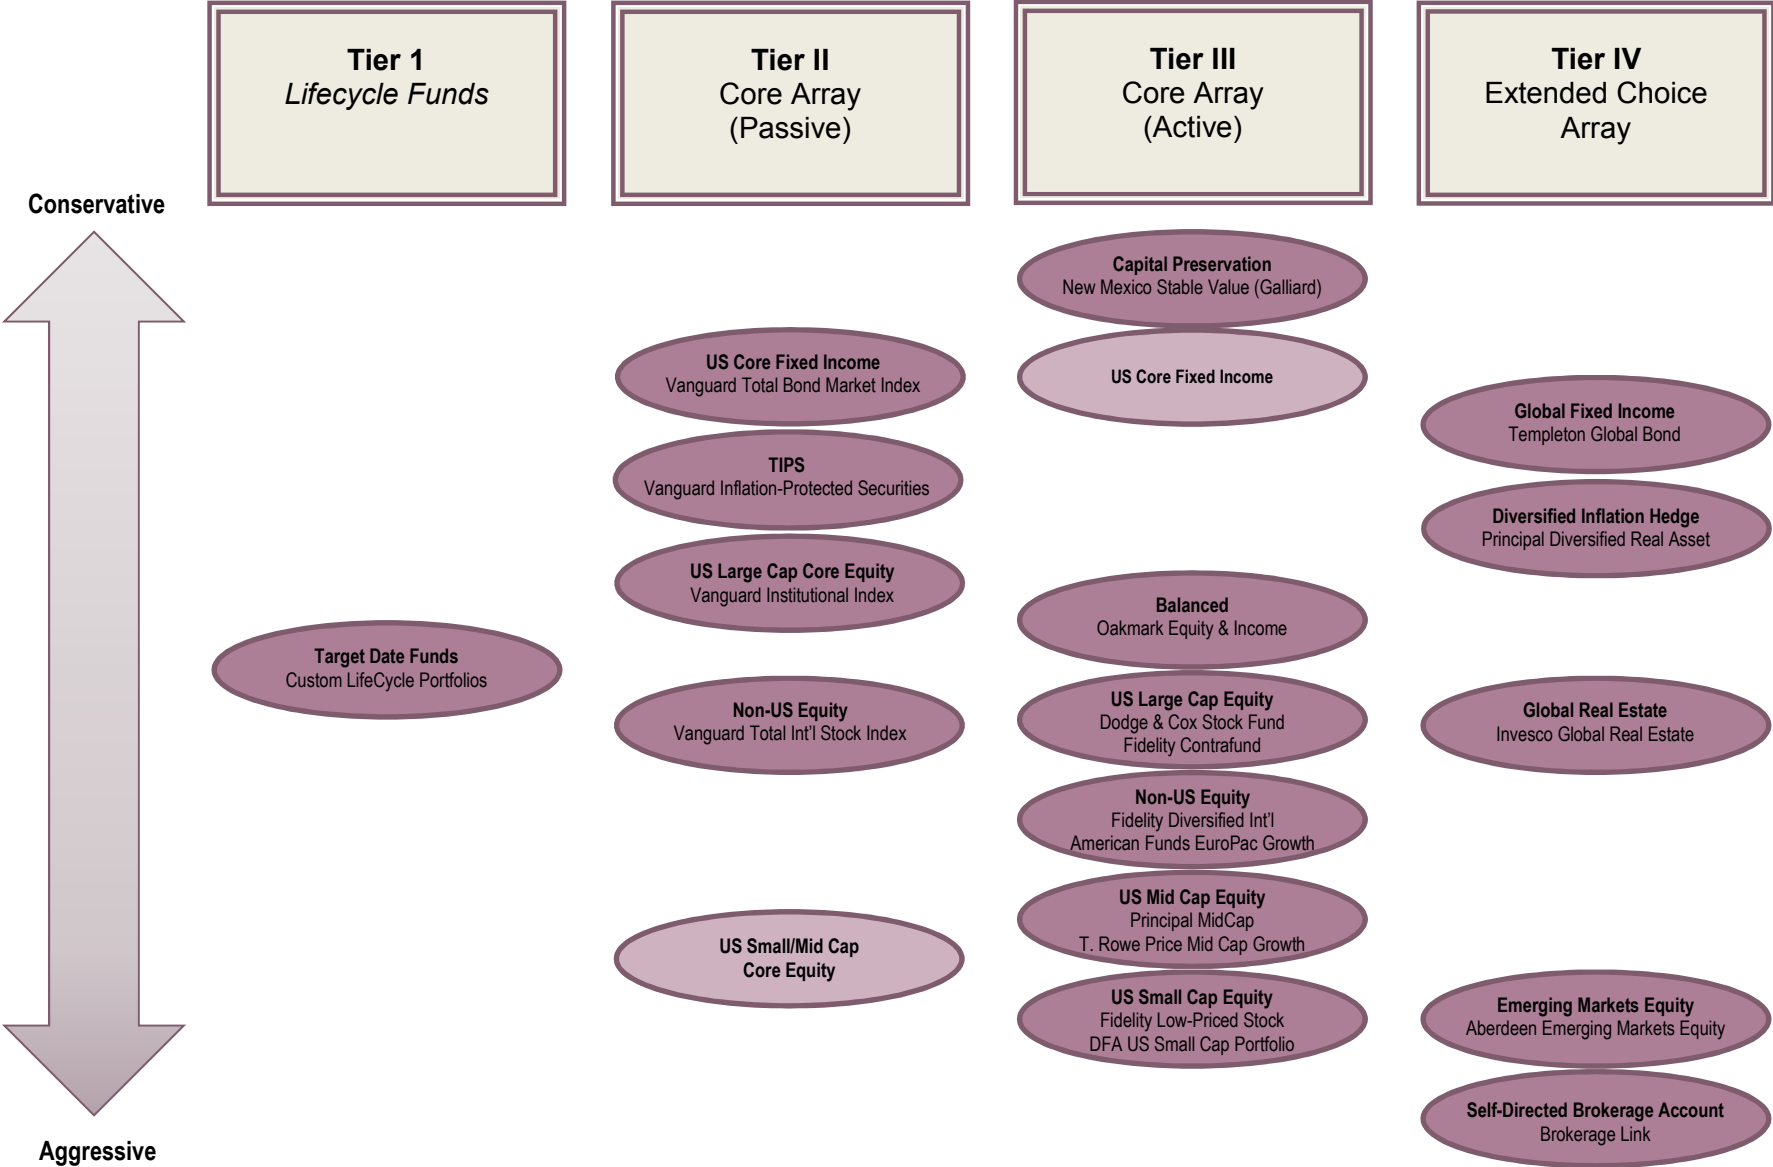 Tier 1
Lifecycle Funds
Tier II
Core Array
(Passive)
Tier III
Core Array
(Active)
Tier IV
Extended Choice
Array
Conservative
Aggressive
Target Date Funds
Custom LifeCycle Portfolios
US Core Fixed Income
Vanguard Total Bond Market Index
TIPS
Vanguard Inflation-Protected Securities
US Large Cap Core Equity
Vanguard Institutional Index
Non-US Equity
Vanguard Total Int'l Stock Index
US Small/Mid Cap
Core Equity
Capital Preservation
New Mexico Stable Value (Galliard)
US Core Fixed Income
Balanced
Oakmark Equity & Income
US Large Cap Equity
Dodge & Cox Stock Fund
Fidelity Contrafund
Non-US Equity
Fidelity Diversified Int'l
American Funds EuroPac Growth
US Mid Cap Equity
Principal MidCap
T. Rowe Price Mid Cap Growth
US Small Cap Equity
Fidelity Low-Priced Stock
DFA US Small Cap Portfolio
Global Fixed Income
Templeton Global Bond
Diversified Inflation Hedge
Principal Diversified Real Asset
Global Real Estate
Invesco Global Real Estate
Emerging Markets Equity
Aberdeen Emerging Markets Equity
Self-Directed Brokerage Account
Brokerage Link